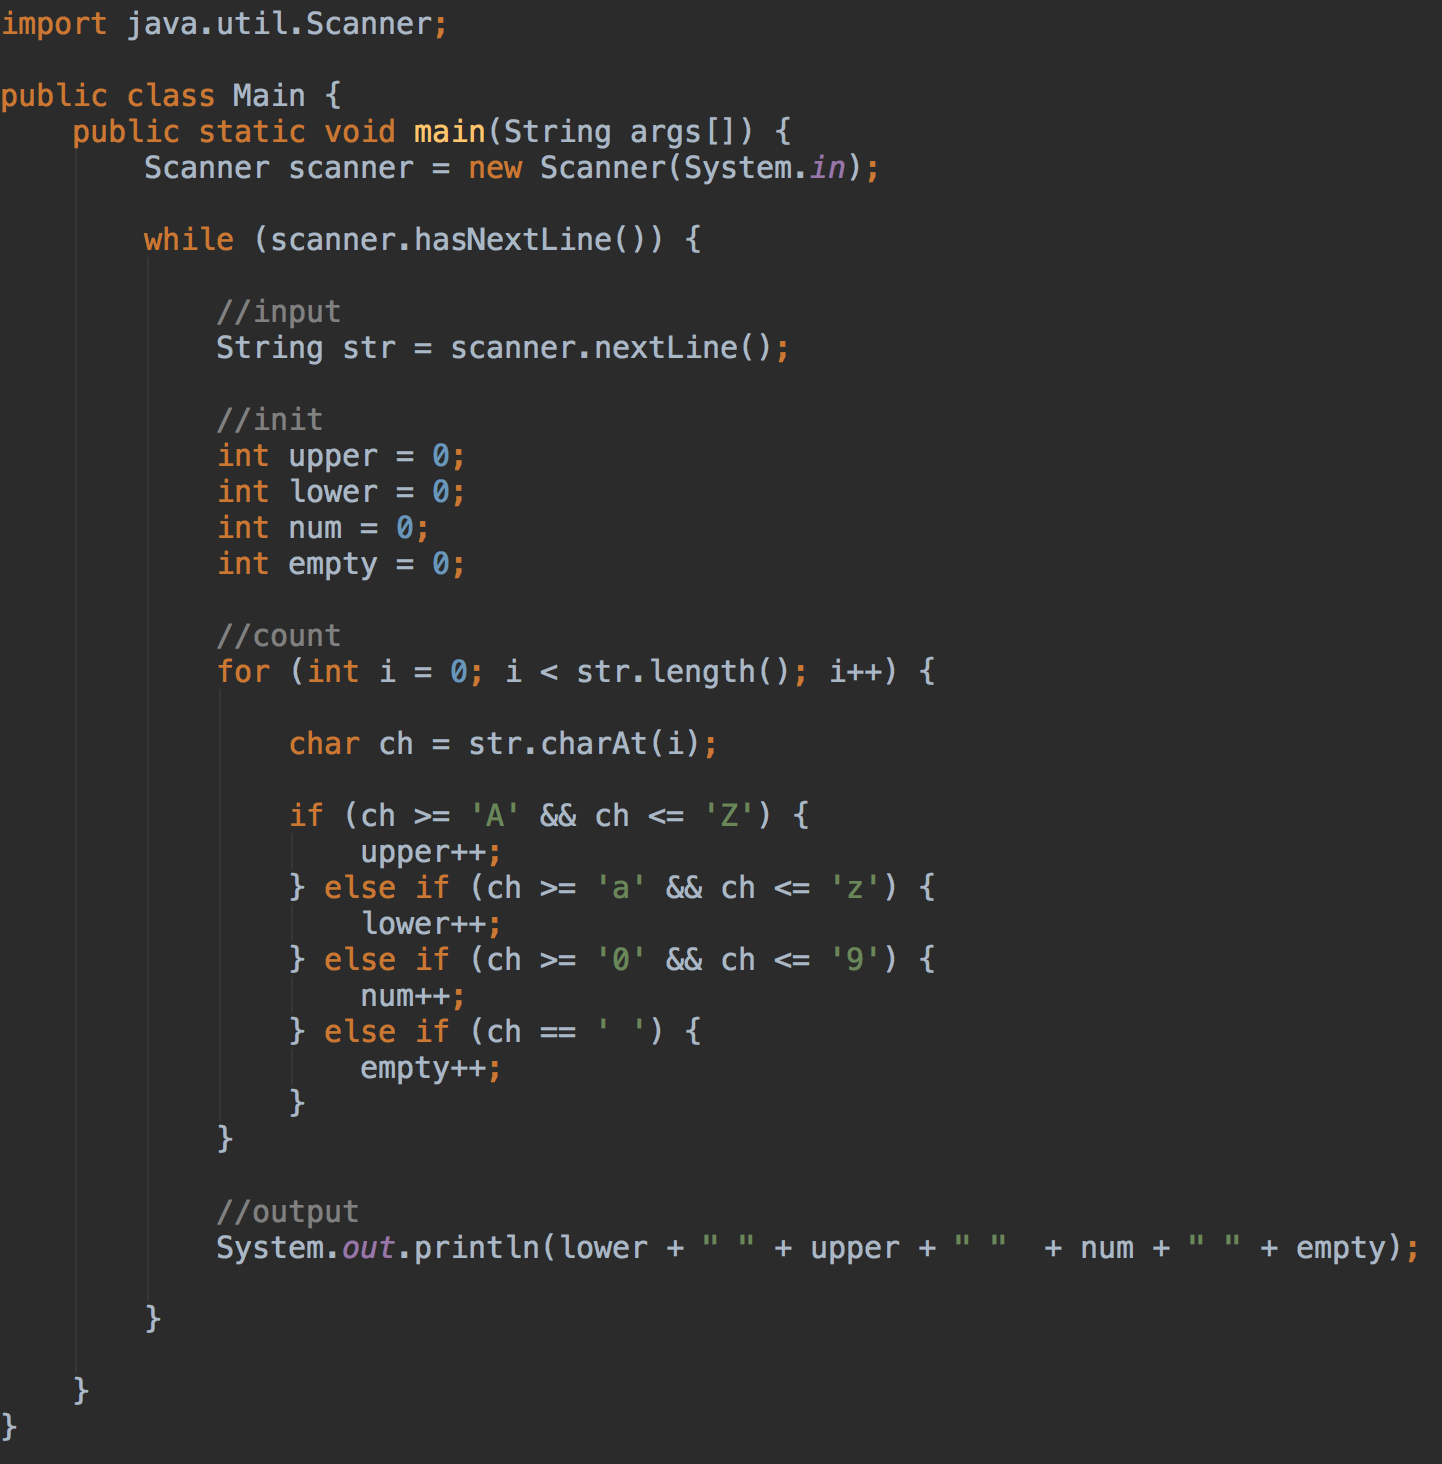 import java.util.Scanner;

public class Main {
    public static void main(String args[]) {
        Scanner scanner = new Scanner(System.in);

        while (scanner.hasNextLine()) {

            //input
            String str = scanner.nextLine();

            //init
            int upper = 0;
            int lower = 0;
            int num = 0;
            int empty = 0;

            //count
            for (int i = 0; i < str.length(); i++) {

                char ch = str.charAt(i);

                if (ch >= 'A' && ch <= 'Z') {
                    upper++;
                } else if (ch >= 'a' && ch <= 'z') {
                    lower++;
                } else if (ch >= '0' && ch <= '9') {
                    num++;
                } else if (ch == ' ') {
                    empty++;
                }
            }

            //output
            System.out.println(lower + " " + upper + " "  + num + " " + empty);

        }

    }
}